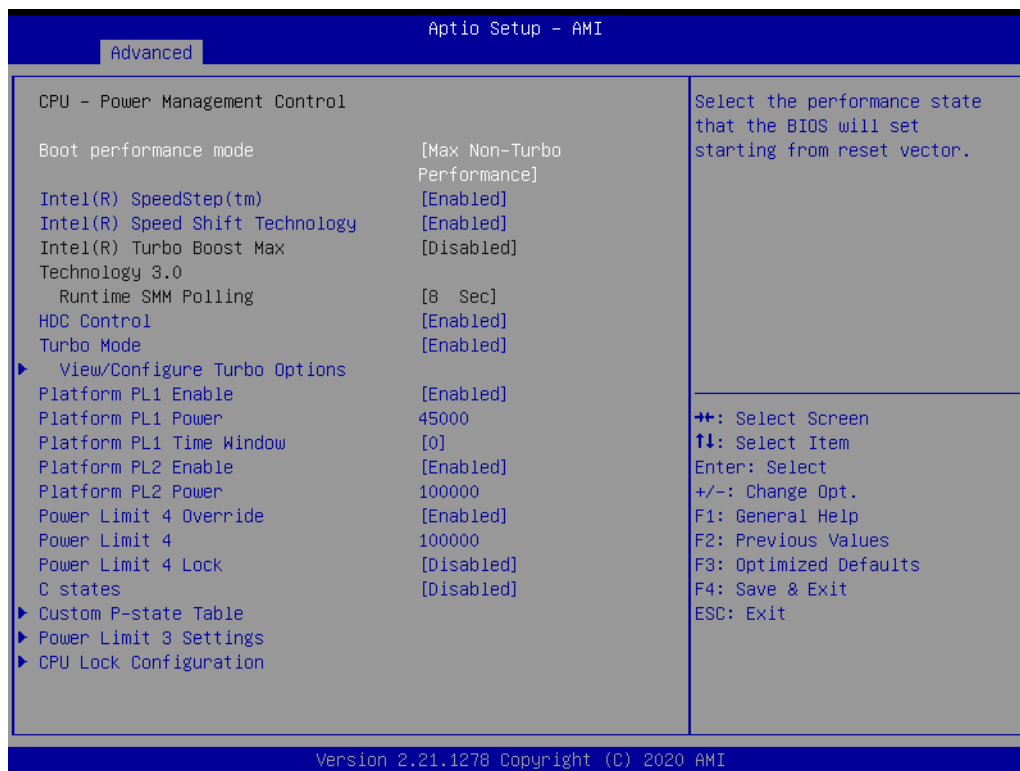 Aptio Setup – AMI
Advanced
CPU – Power Management Control
Boot performance mode [Max Non-Turbo
Performance]
Intel(R) SpeedStep(tm) [Enabled]
Intel(R) Speed Shift Technology [Enabled]
Intel(R) Turbo Boost Max [Disabled]
Technology 3.0
Runtime SMM Polling [8 Sec]
HDC Control [Enabled]
Turbo Mode [Enabled]
View/Configure Turbo Options
Platform PL1 Enable [Enabled]
Platform PL1 Power 45000
Platform PL1 Time Window [0]
Platform PL2 Enable [Enabled]
Platform PL2 Power 100000
Power Limit 4 Override [Enabled]
Power Limit 4 100000
Power Limit 4 Lock [Disabled]
C states [Disabled]
Custom P-state Table
Power Limit 3 Settings
CPU Lock Configuration
Select the performance state
that the BIOS will set
starting from reset vector.
→←: Select Screen
↑↓: Select Item
Enter: Select
+/-: Change Opt.
F1: General Help
F2: Previous Values
F3: Optimized Defaults
F4: Save & Exit
ESC: Exit
Version 2.21.1278 Copyright (C) 2020 AMI